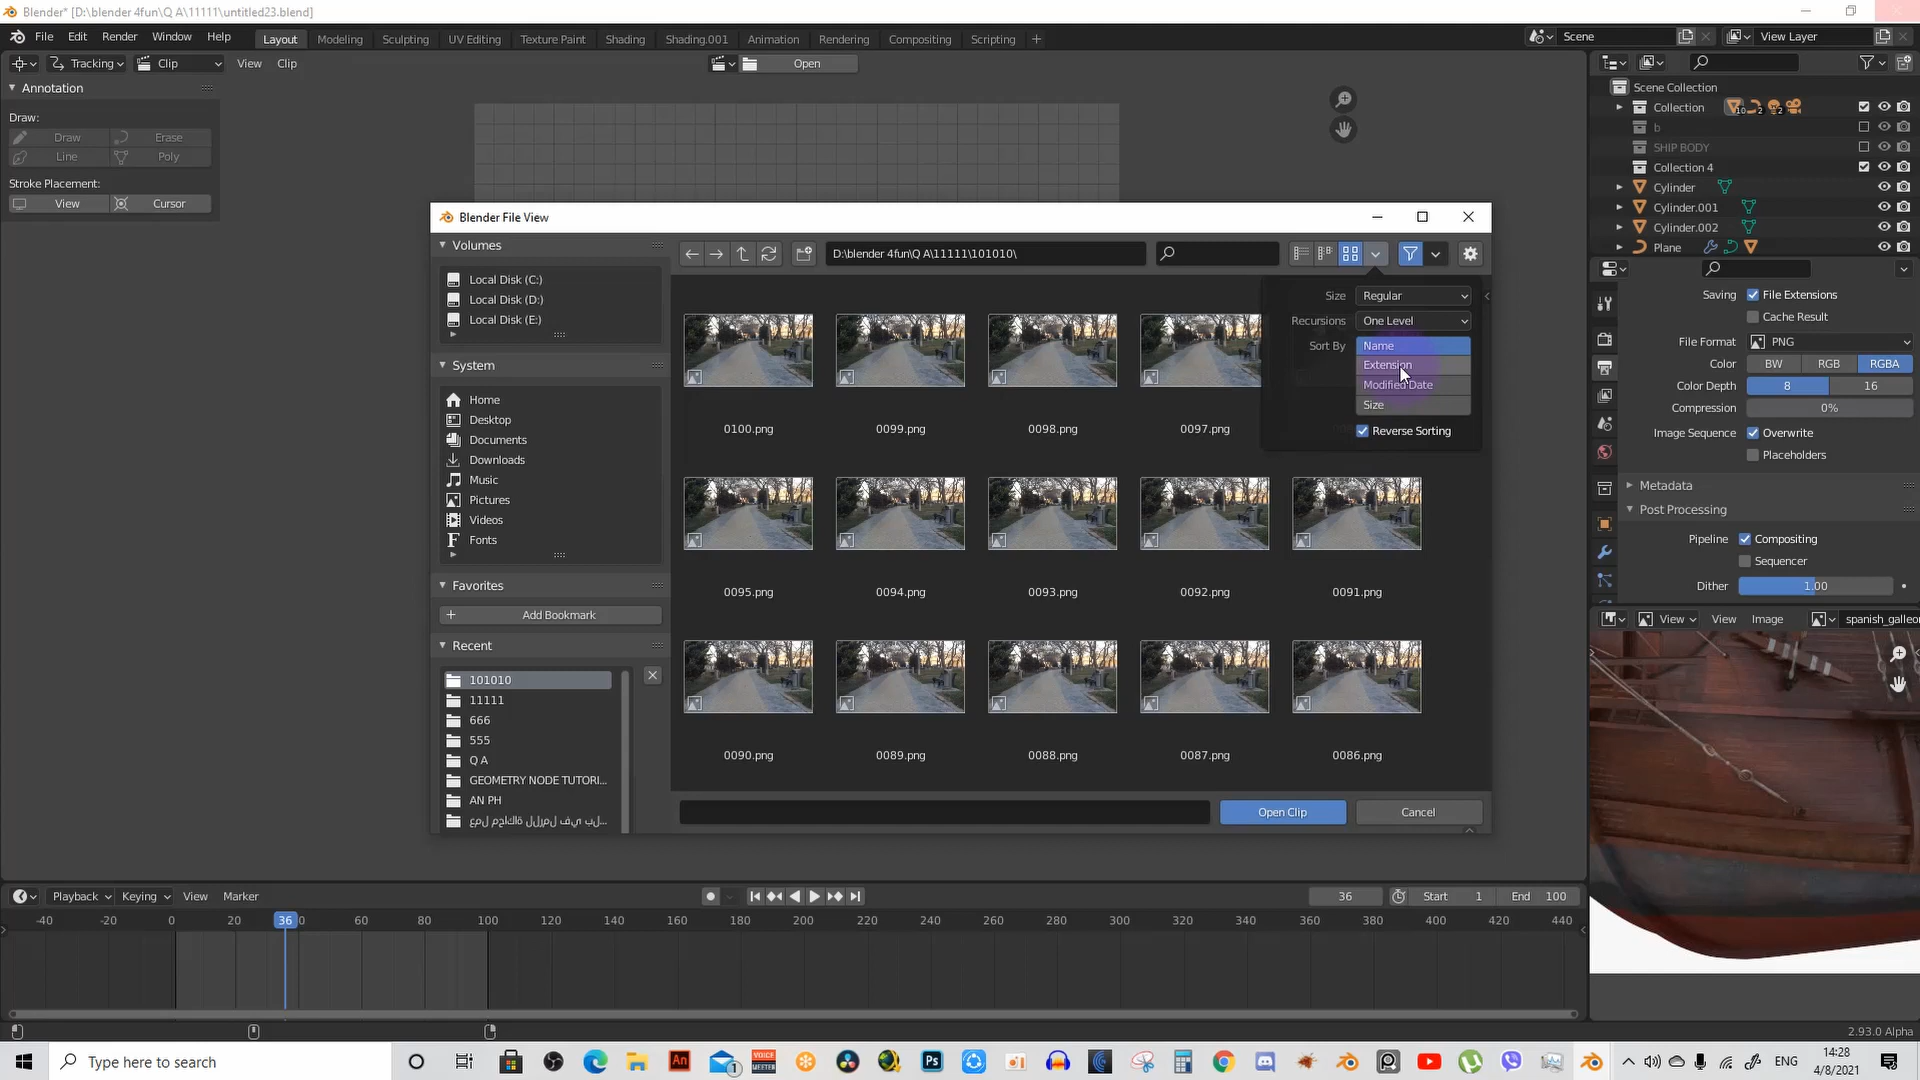 Blender* [D:\blender 4fun\Q A\11111\untitled23.blend]
File Edit Render Window Help Layout Modeling Sculpting UV Editing Texture Paint Shading Shading.001 Animation Rendering Compositing Scripting + Scene View Layer
Tracking Clip View Clip Open
Annotation
Draw:
Draw Erase
Line Poly
Stroke Placement:
View Cursor
Blender File View
Volumes
D:\blender 4fun\Q A\11111\101010\
Local Disk (C:)
Local Disk (D:)
Local Disk (E:)
System
Home
Desktop
Documents
Downloads
Music
Pictures
Videos
Fonts
Favorites
Add Bookmark
Recent
101010
11111
666
555
Q A
GEOMETRY NODE TUTORI...
AN PH
Size Regular
Recursions One Level
Sort By Name
Extension
Modified Date
Size
Reverse Sorting
0100.png 0099.png 0098.png 0097.png
0095.png 0094.png 0093.png 0092.png 0091.png
0090.png 0089.png 0088.png 0087.png 0086.png
Open Clip Cancel
Scene Collection
Collection 10 2 2
b
SHIP BODY
Collection 4
Cylinder
Cylinder.001
Cylinder.002
Plane
Saving File Extensions
Cache Result
File Format PNG
Color BW RGB RGBA
Color Depth 8 16
Compression 0%
Image Sequence Overwrite
Placeholders
Metadata
Post Processing
Pipeline Compositing
Sequencer
Dither 1.00
View View Image spanish_galleo
Playback Keying View Marker 36 Start 1 End 100
-40 -20 0 20 36 60 80 100 120 140 160 180 200 220 240 260 280 300 320 340 360 380 400 420 440
2.93.0 Alpha
Type here to search
An VOICE MEETER Ps ai ENG 14:28
4/8/2021